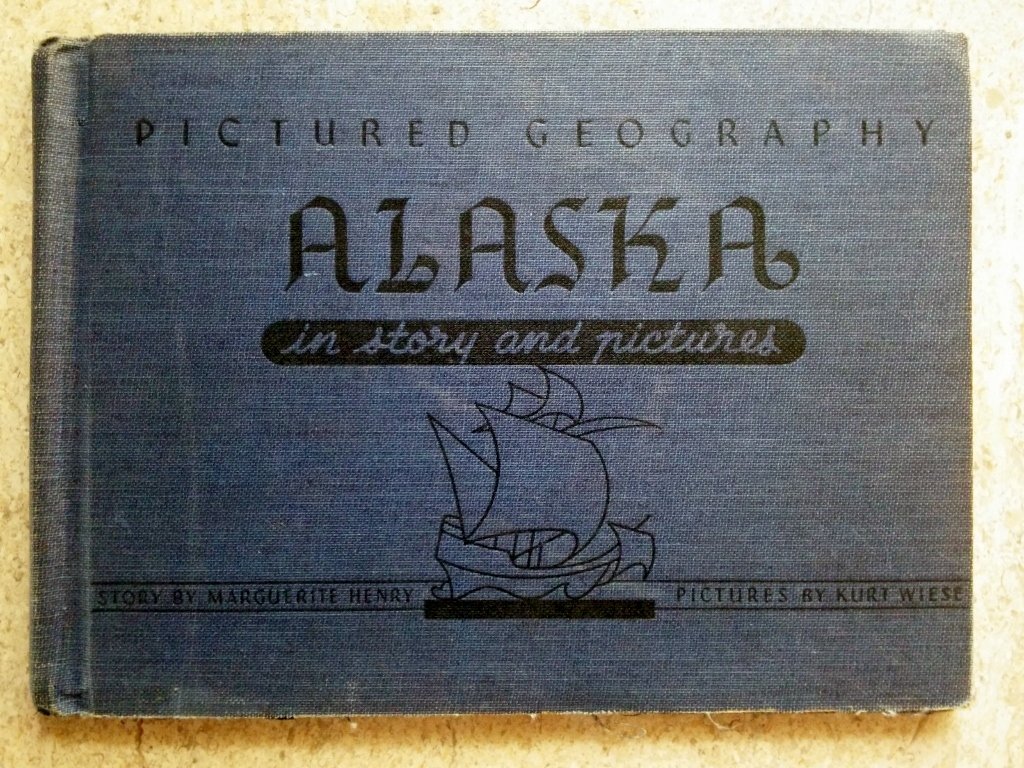 PICTURED GEOGRAPHY
ALASKA
in story and pictures
STORY BY MARGUERITE HENRY
PICTURES BY KURT WIESE